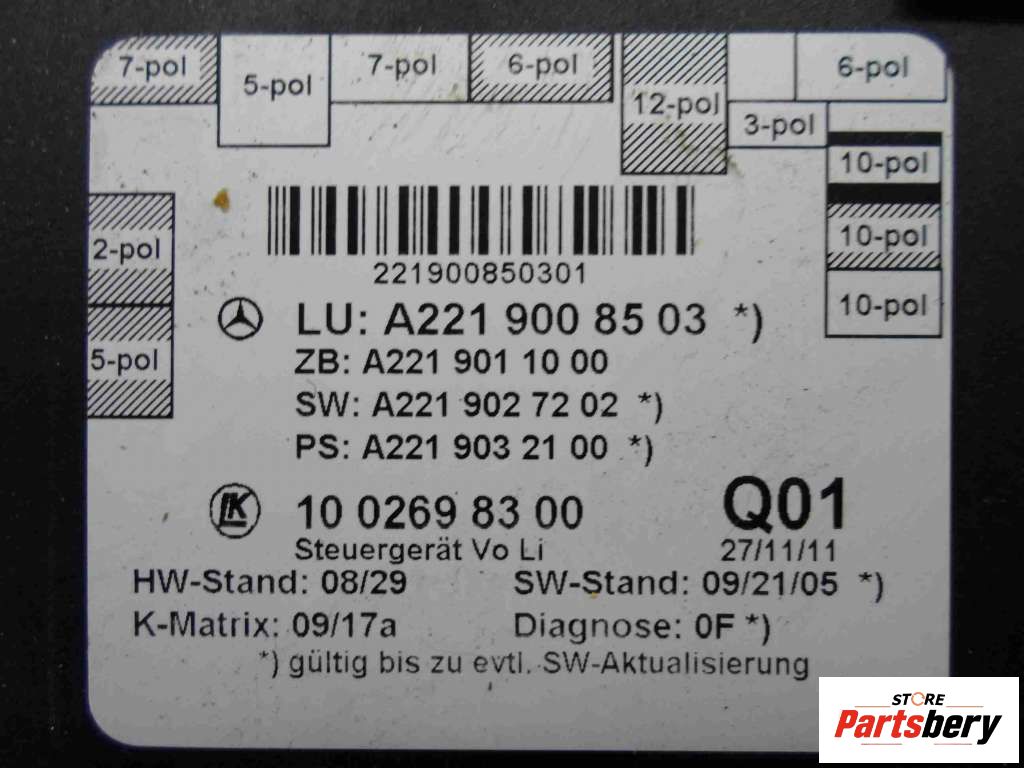 7-pol 5-pol 7-pol 6-pol 12-pol 3-pol 6-pol
10-pol
10-pol
10-pol
2-pol
5-pol
221900850301
LU: A221 900 85 03 *)
ZB: A221 901 10 00
SW: A221 902 72 02 *)
PS: A221 903 21 00 *)
LK 10 0269 83 00 Q01
Steuergerät Vo Li 27/11/11
HW-Stand: 08/29 SW-Stand: 09/21/05 *)
K-Matrix: 09/17a Diagnose: 0F *)
*) gültig bis zu evtl. SW-Aktualisierung
STORE
Partsbery